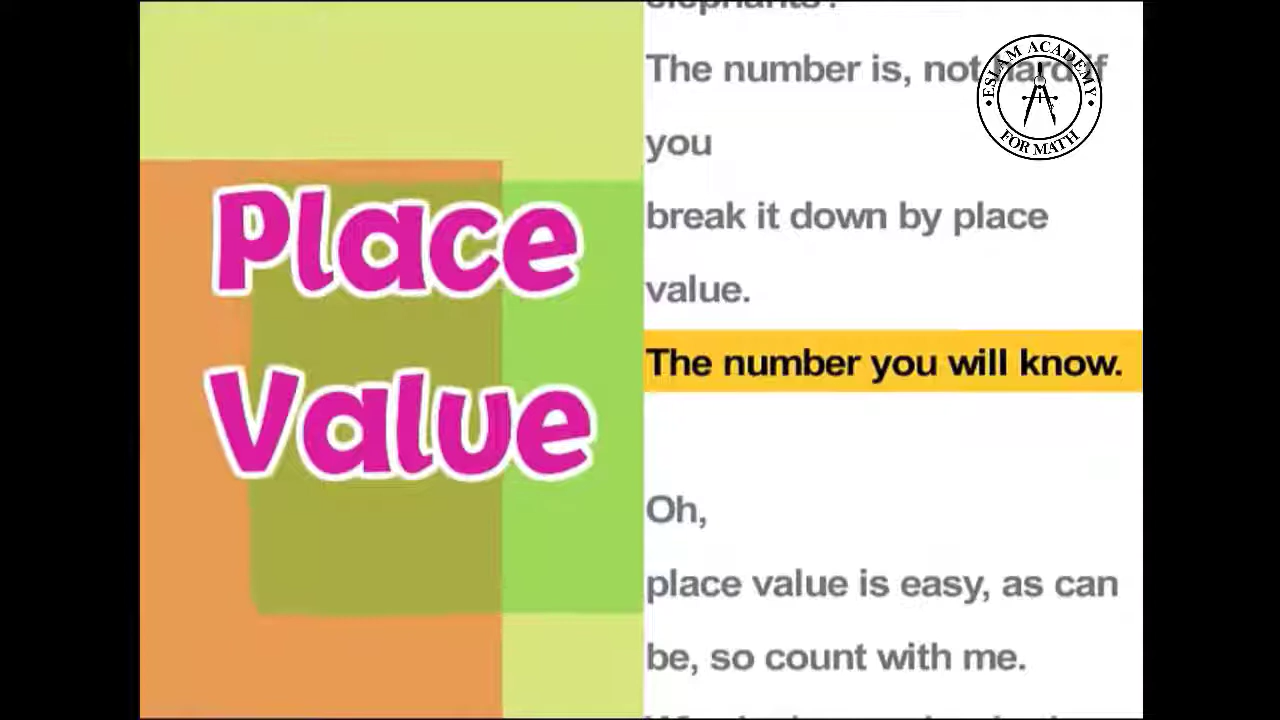 Place
Value
elephants?
The number is, not hard if
you
break it down by place
value.
The number you will know.
Oh,
place value is easy, as can
be, so count with me.
ESLAM ACADEMY
FOR MATH